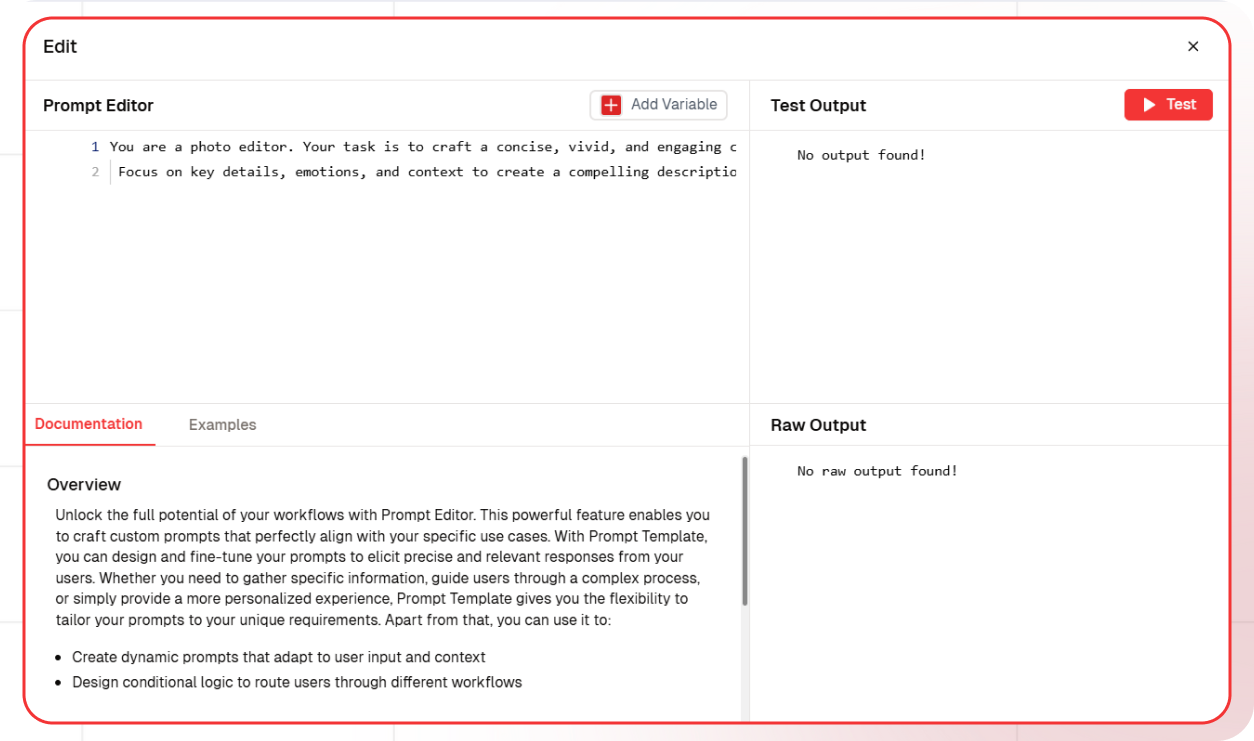 Edit
Prompt Editor
Add Variable
1 You are a photo editor. Your task is to craft a concise, vivid, and engaging c
2 Focus on key details, emotions, and context to create a compelling descriptio
Test Output
Test
No output found!
Documentation
Examples
Overview
Unlock the full potential of your workflows with Prompt Editor. This powerful feature enables you
to craft custom prompts that perfectly align with your specific use cases. With Prompt Template,
you can design and fine-tune your prompts to elicit precise and relevant responses from your
users. Whether you need to gather specific information, guide users through a complex process,
or simply provide a more personalized experience, Prompt Template gives you the flexibility to
tailor your prompts to your unique requirements. Apart from that, you can use it to:
• Create dynamic prompts that adapt to user input and context
• Design conditional logic to route users through different workflows
Raw Output
No raw output found!